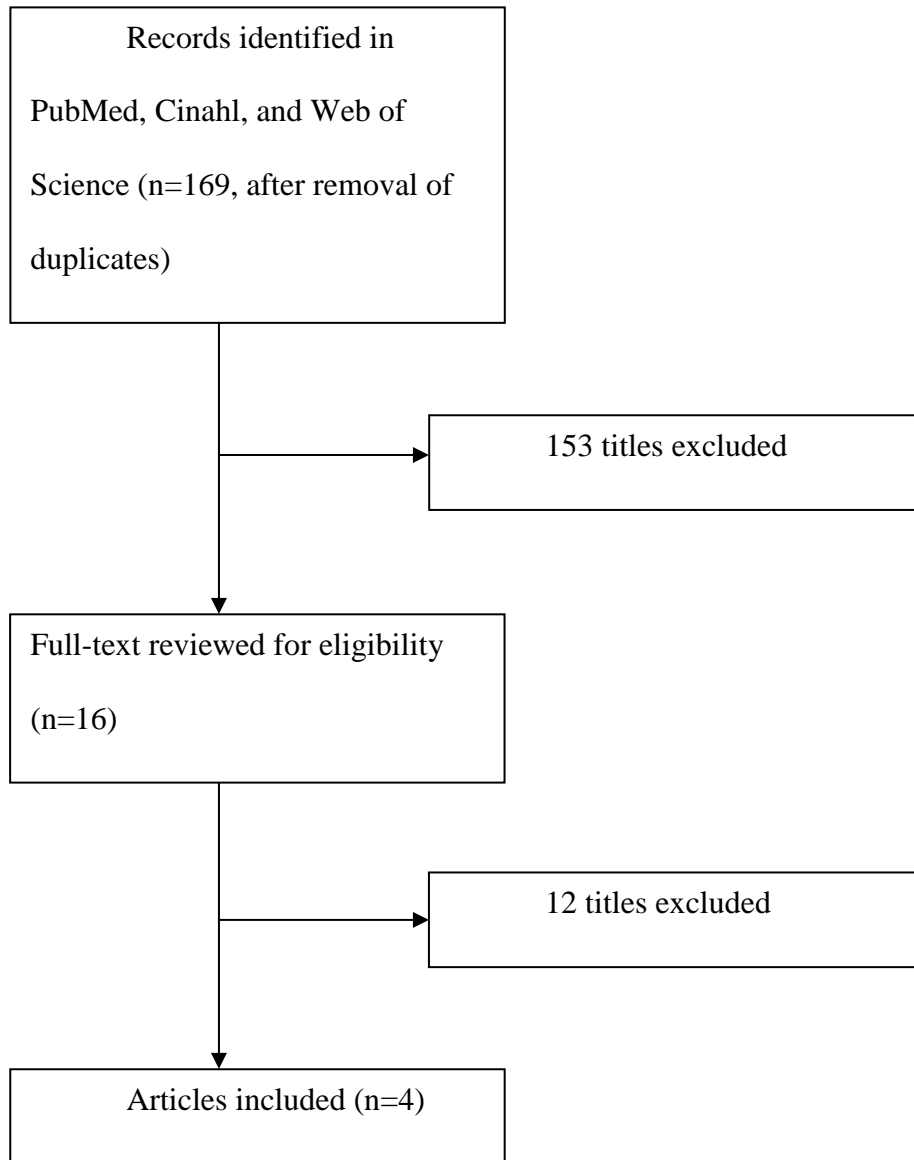 Records identified in
PubMed, Cinahl, and Web of
Science (n=169, after removal of
duplicates)
153 titles excluded
Full-text reviewed for eligibility
(n=16)
12 titles excluded
Articles included (n=4)